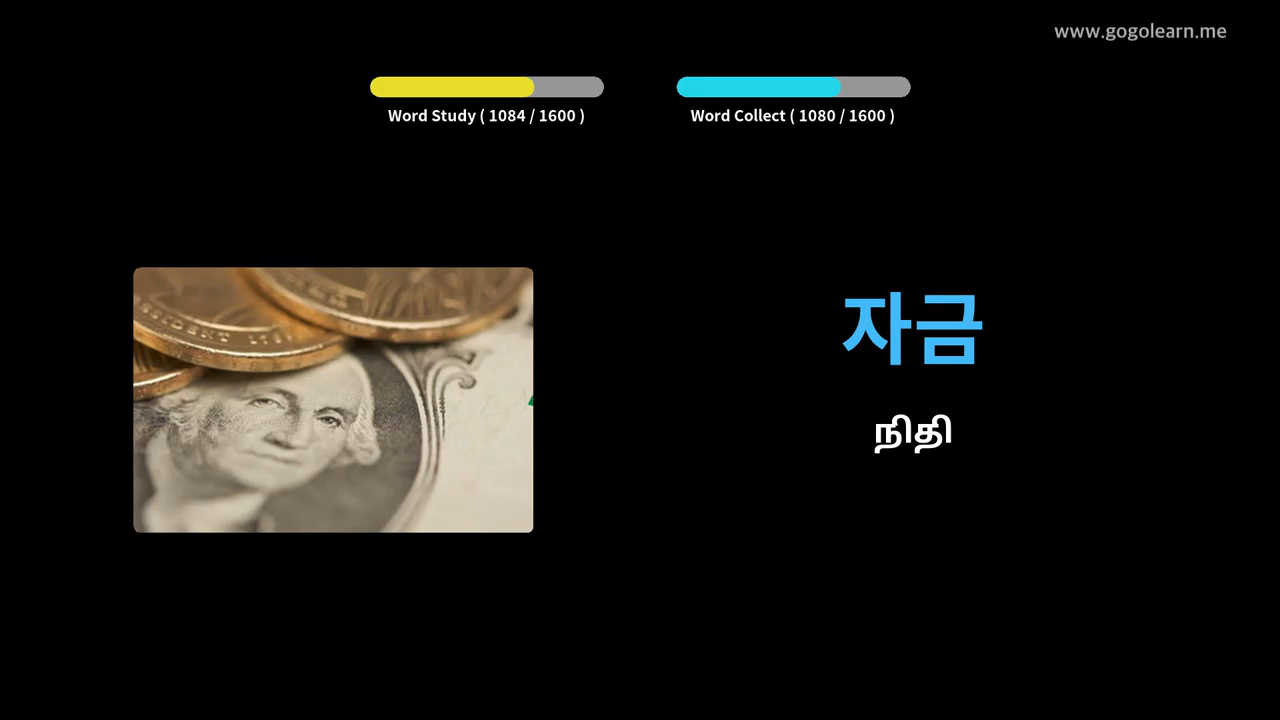 www.gogolearn.me
Word Study ( 1084 / 1600 )
Word Collect ( 1080 / 1600 )
자금
நிதி